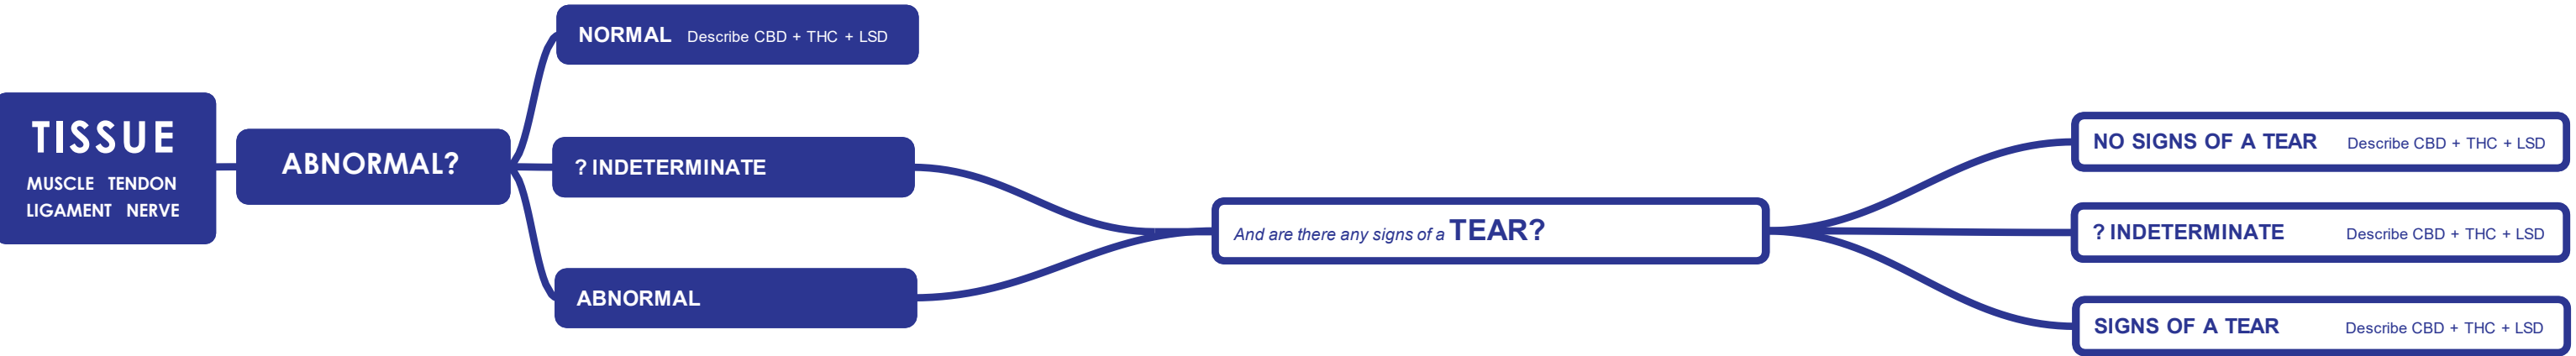 TISSUE
MUSCLE TENDON
LIGAMENT NERVE
ABNORMAL?
NORMAL Describe CBD + THC + LSD
? INDETERMINATE
ABNORMAL
And are there any signs of a TEAR?
NO SIGNS OF A TEAR Describe CBD + THC + LSD
? INDETERMINATE Describe CBD + THC + LSD
SIGNS OF A TEAR Describe CBD + THC + LSD